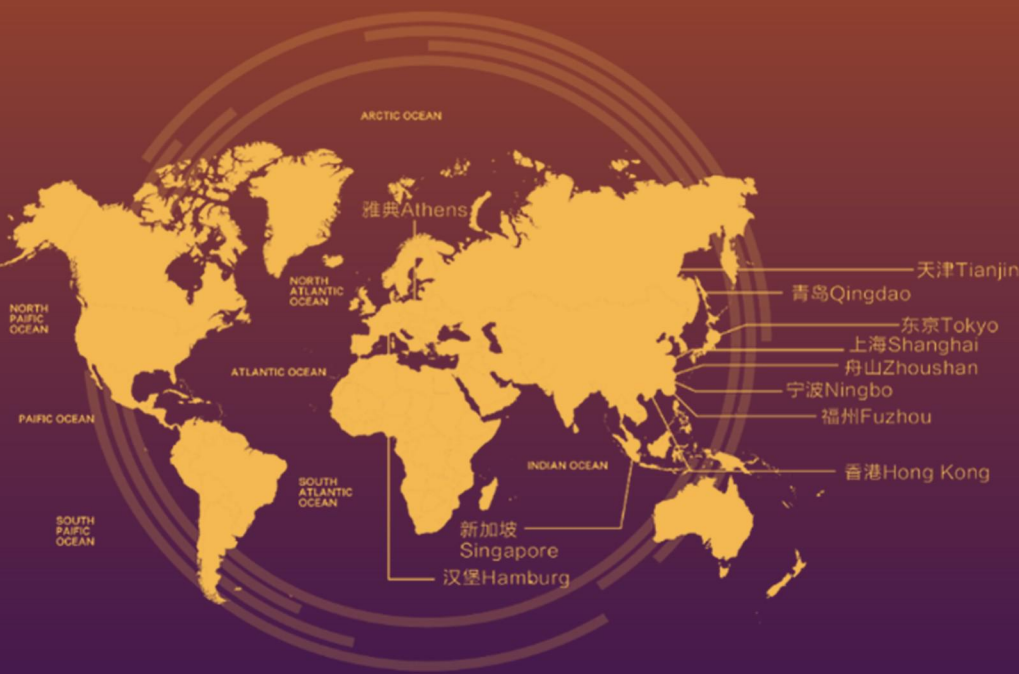 ARCTIC OCEAN
雅典Athens
天津Tianjin
NORTH
ATLANTIC
OCEAN
青岛Qingdao
NORTH
PAIFIC
OCEAN
东京Tokyo
上海Shanghai
舟山Zhoushan
ATLANTIC OCEAN
宁波Ningbo
PAIFIC OCEAN
福州Fuzhou
INDIAN OCEAN
香港Hong Kong
SOUTH
ATLANTIC
OCEAN
SOUTH
PAIFIC
OCEAN
新加坡
Singapore
汉堡Hamburg